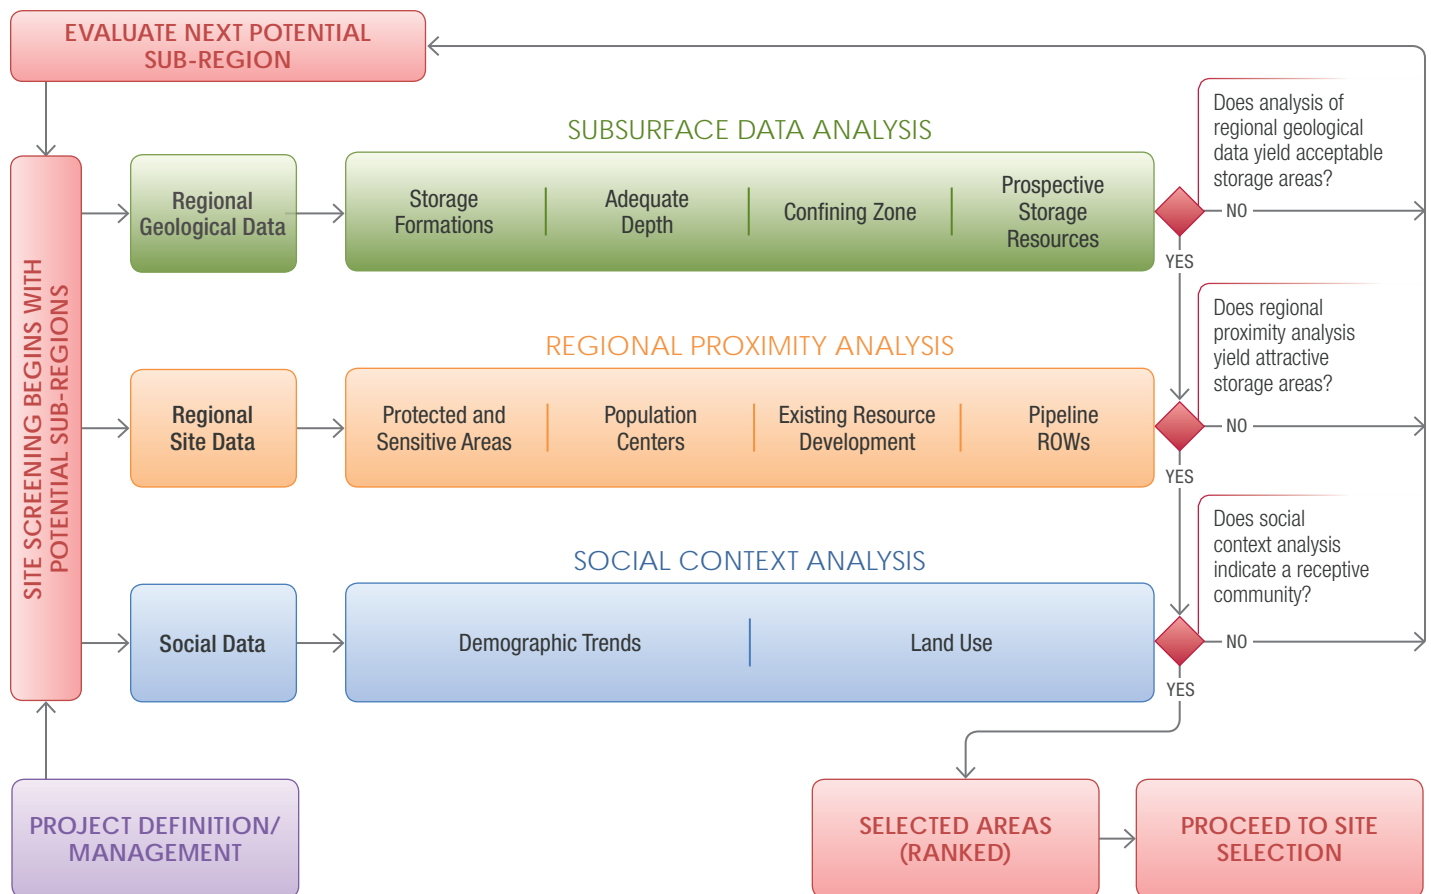 EVALUATE NEXT POTENTIAL
SUB-REGION
SITE SCREENING BEGINS WITH
POTENTIAL SUB-REGIONS
SUBSURFACE DATA ANALYSIS
Regional
Geological Data
Storage
Formations
Adequate
Depth
Confining Zone
Prospective
Storage
Resources
Does analysis of
regional geological
data yield acceptable
storage areas?
NO
YES
REGIONAL PROXIMITY ANALYSIS
Regional
Site Data
Protected and
Sensitive Areas
Population
Centers
Existing Resource
Development
Pipeline
ROWs
Does regional
proximity analysis
yield attractive
storage areas?
NO
YES
SOCIAL CONTEXT ANALYSIS
Social Data
Demographic Trends
Land Use
Does social
context analysis
indicate a receptive
community?
NO
YES
PROJECT DEFINITION/
MANAGEMENT
SELECTED AREAS
(RANKED)
PROCEED TO SITE
SELECTION